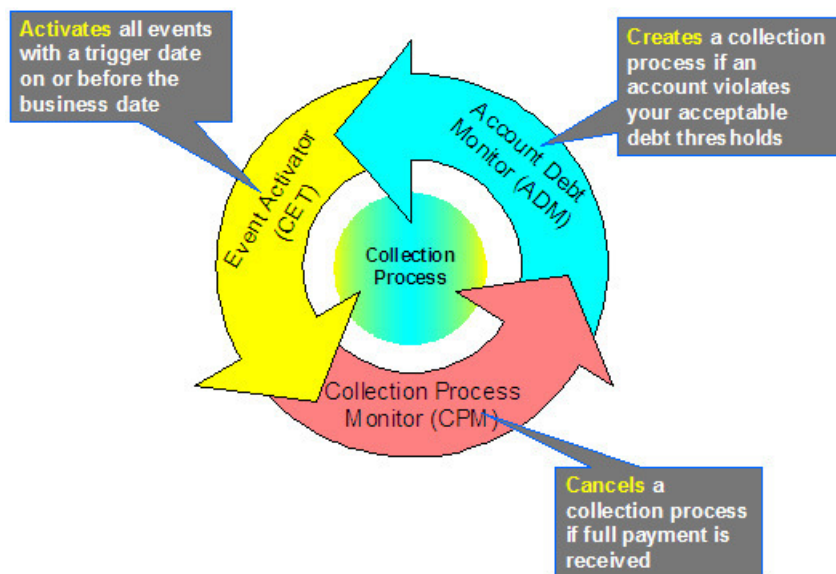 Activates all events
with a trigger date
on or before the
business date
Creates a collection
process if an
account violates
your acceptable
debt thresholds
Account Debt
Monitor (ADM)
Event Activator
(CET)
Collection
Process
Collection Process
Monitor (CPM)
Cancels a
collection process
if full payment is
received